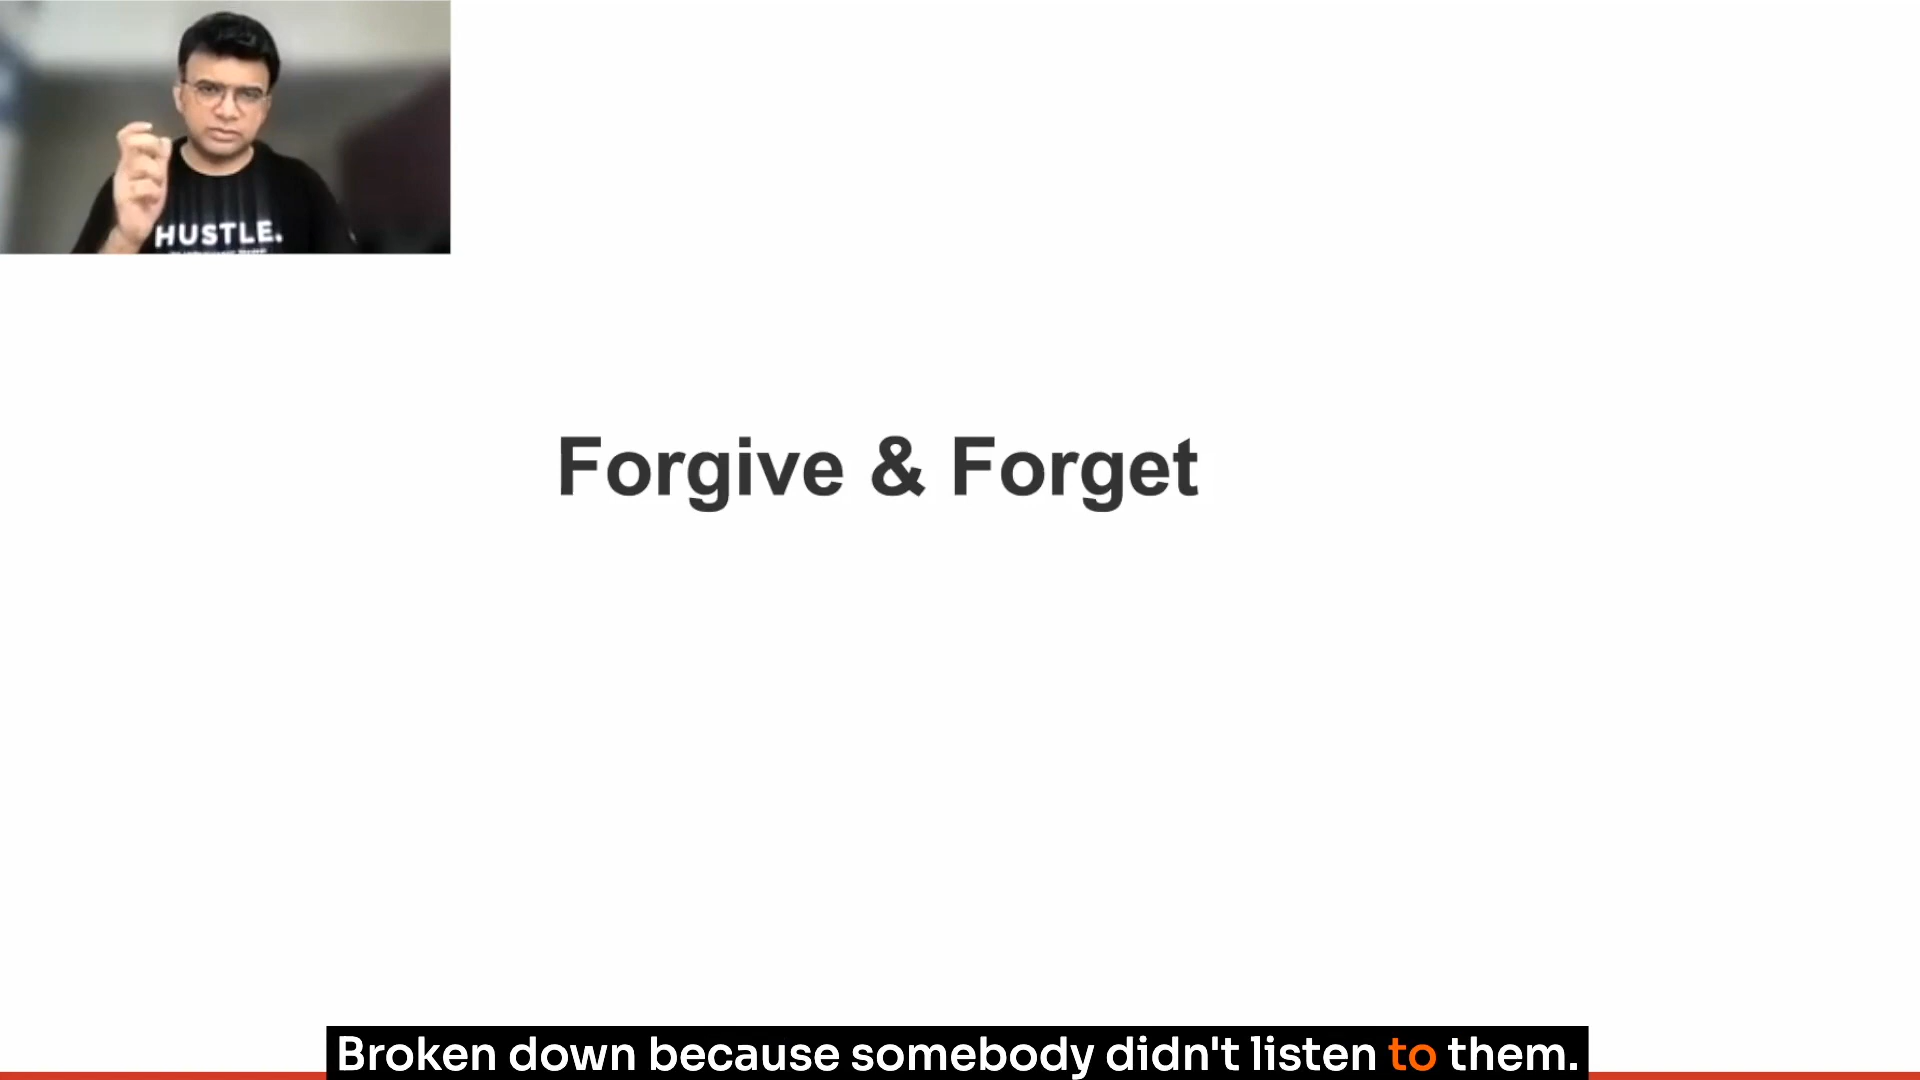 HUSTLE.
Forgive & Forget
Broken down because somebody didn't listen to them.